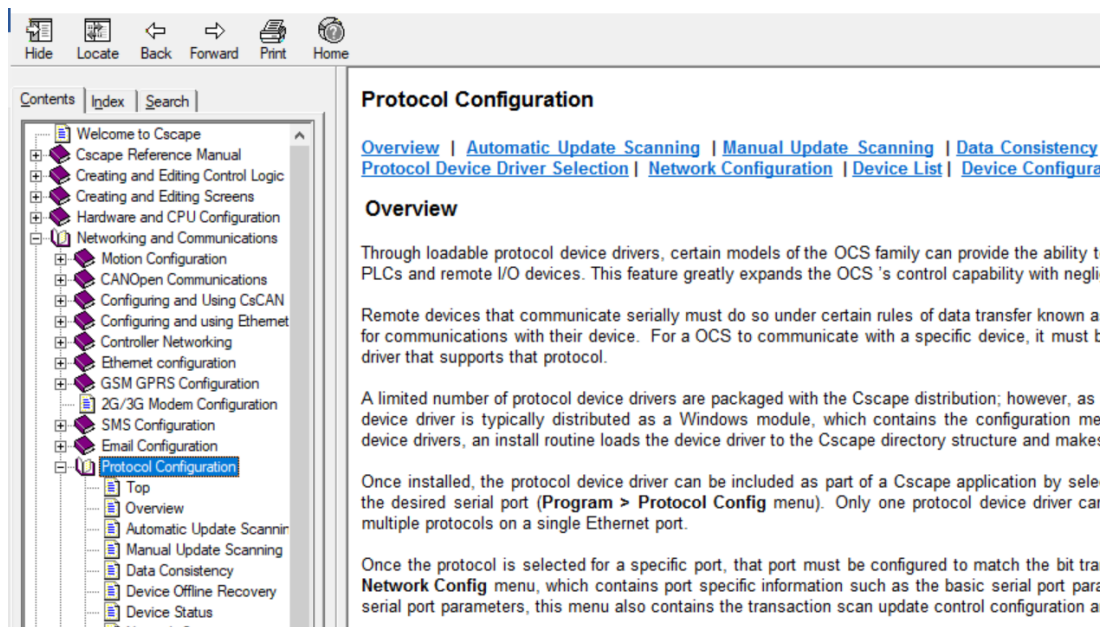 Hide Locate Back Forward Print Home
Contents Index Search
Welcome to Cscape
Cscape Reference Manual
Creating and Editing Control Logic
Creating and Editing Screens
Hardware and CPU Configuration
Networking and Communications
Motion Configuration
CANOpen Communications
Configuring and Using CsCAN
Configuring and using Ethernet
Controller Networking
Ethernet configuration
GSM GPRS Configuration
2G/3G Modem Configuration
SMS Configuration
Email Configuration
Protocol Configuration
Top
Overview
Automatic Update Scannin
Manual Update Scanning
Data Consistency
Device Offline Recovery
Device Status
Protocol Configuration
Overview | Automatic Update Scanning | Manual Update Scanning | Data Consistency
Protocol Device Driver Selection | Network Configuration | Device List | Device Configura
Overview
Through loadable protocol device drivers, certain models of the OCS family can provide the ability t
PLCs and remote I/O devices. This feature greatly expands the OCS 's control capability with negli
Remote devices that communicate serially must do so under certain rules of data transfer known a
for communications with their device. For a OCS to communicate with a specific device, it must b
driver that supports that protocol.
A limited number of protocol device drivers are packaged with the Cscape distribution; however, as
device driver is typically distributed as a Windows module, which contains the configuration me
device drivers, an install routine loads the device driver to the Cscape directory structure and makes
Once installed, the protocol device driver can be included as part of a Cscape application by sele
the desired serial port (Program > Protocol Config menu). Only one protocol device driver can
multiple protocols on a single Ethernet port.
Once the protocol is selected for a specific port, that port must be configured to match the bit tra
Network Config menu, which contains port specific information such as the basic serial port para
serial port parameters, this menu also contains the transaction scan update control configuration a